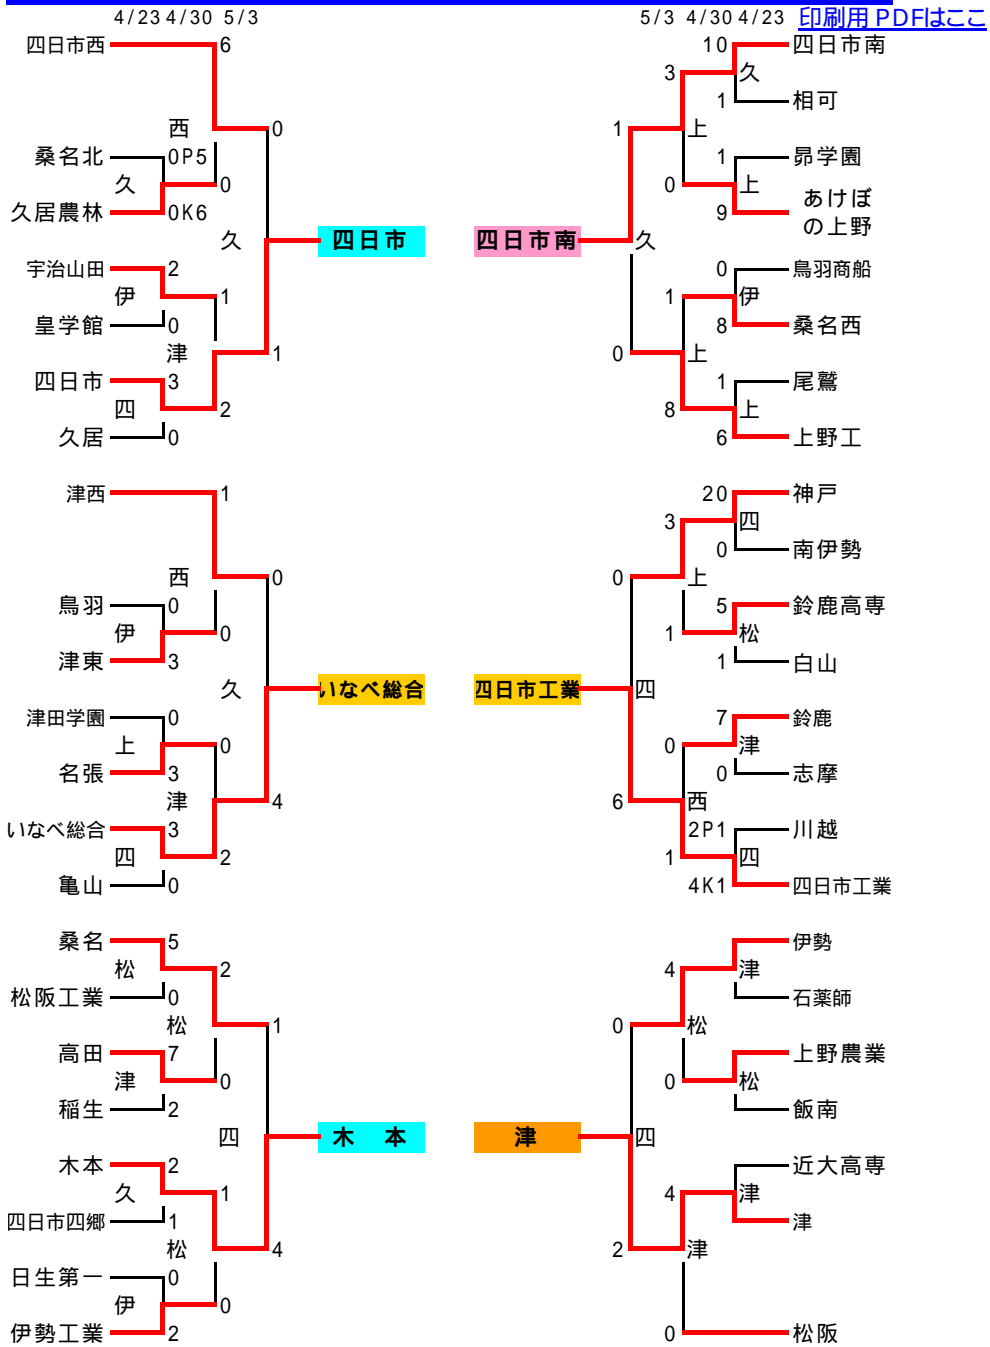 4/23 4/30 5/3
5/3 4/30 4/23 印刷用PDFはここ
四日市西 6
西 0
桑名北 0P5
久 0
久居農林 0K6
久
四日市
宇治山田 2
伊 1
皇学館 0
津 1
四日市 3
四 2
久居 0
10 四日市南
3 久
1 相可
1 上
1 昴学園
0 上
9 あけぼ
の上野
四日市南 久
0 鳥羽商船
1 伊
8 桑名西
0 上
1 尾鷲
8 上
6 上野工
津西 1
西 0
鳥羽 0
伊 0
津東 3
久
いなべ総合
津田学園 0
上 0
名張 3
津 4
いなべ総合 3
四 2
亀山 0
20 神戸
3 四
0 南伊勢
0 上
5 鈴鹿高専
1 松
1 白山
四日市工業 四
7 鈴鹿
0 津
0 志摩
6 西
2P1 川越
1 四
4K1 四日市工業
桑名 5
松 2
松阪工業 0
松 1
高田 7
津 0
稲生 2
四
木 本
木本 2
久 1
四日市四郷 1
松 4
日生第一 0
伊 0
伊勢工業 2
伊勢
4 津
石薬師
0 松
上野農業
0 松
飯南
津 四
近大高専
4 津
津
2 津
0 松阪